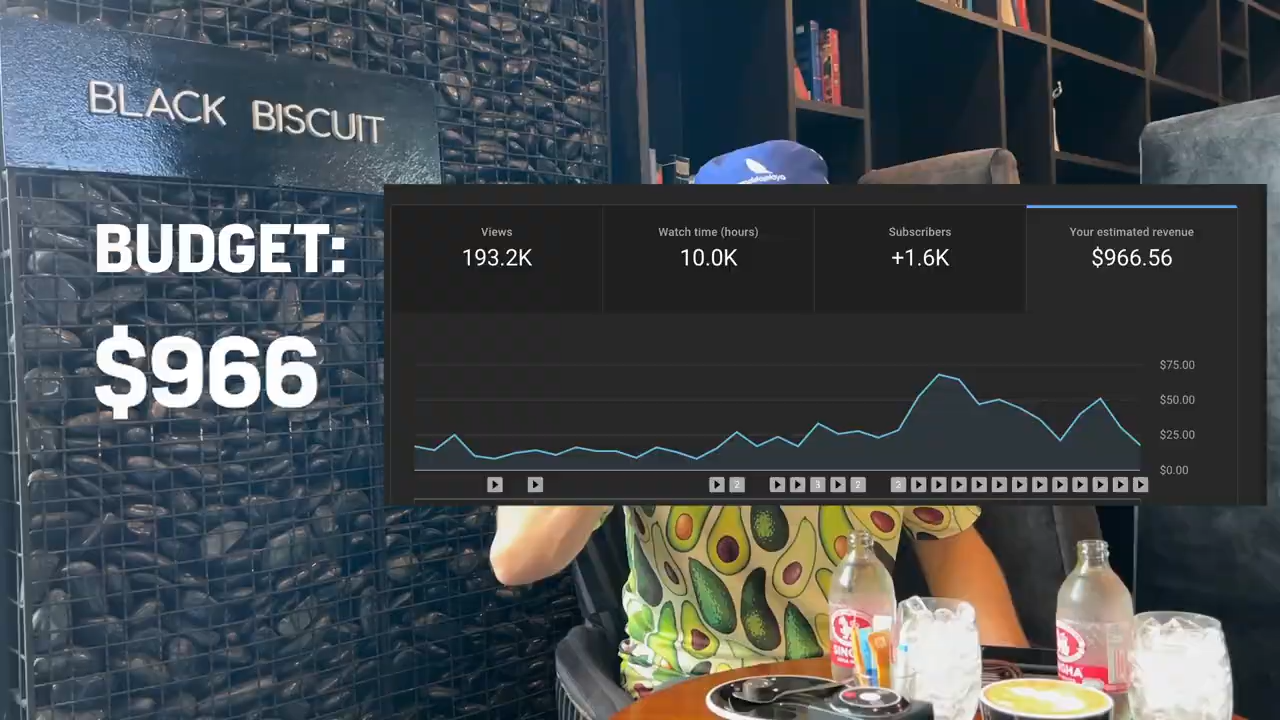 BLACK BISCUIT
BUDGET:
$966
Views
193.2K
Watch time (hours)
10.0K
Subscribers
+1.6K
Your estimated revenue
$966.56
$75.00
$50.00
$25.00
$0.00
2
3
2
2